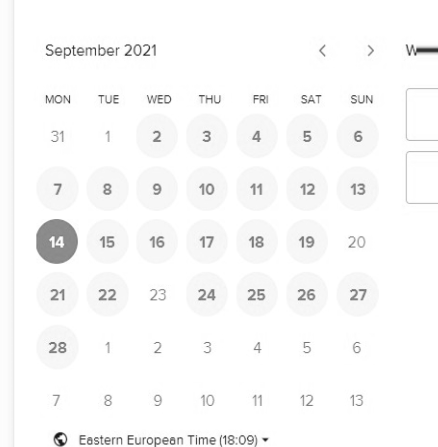 September 2021
MON TUE WED THU FRI SAT SUN
31 1 2 3 4 5 6
7 8 9 10 11 12 13
14 15 16 17 18 19 20
21 22 23 24 25 26 27
28 1 2 3 4 5 6
7 8 9 10 11 12 13
Eastern European Time (18:09)